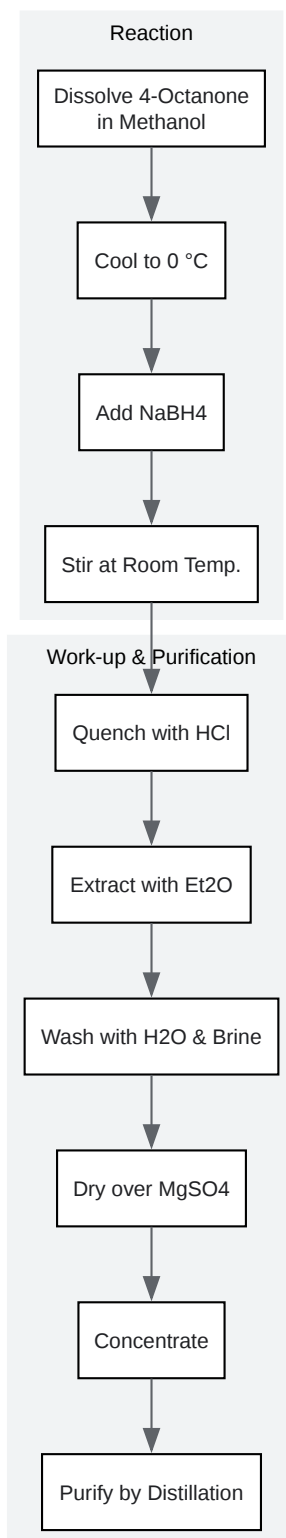 Reaction
Dissolve 4-Octanone
in Methanol
Cool to 0 °C
Add NaBH4
Stir at Room Temp.
Work-up & Purification
Quench with HCl
Extract with Et2O
Wash with H2O & Brine
Dry over MgSO4
Concentrate
Purify by Distillation